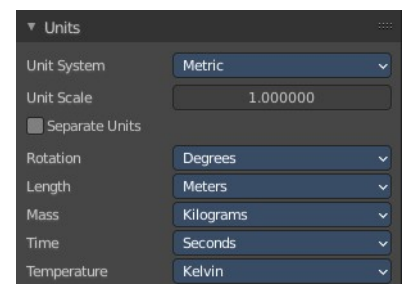 Units
Unit System Metric
Unit Scale 1.000000
Separate Units
Rotation Degrees
Length Meters
Mass Kilograms
Time Seconds
Temperature Kelvin